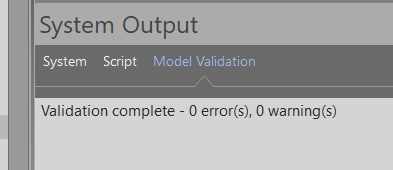 System Output
System Script Model Validation
Validation complete - 0 error(s), 0 warning(s)